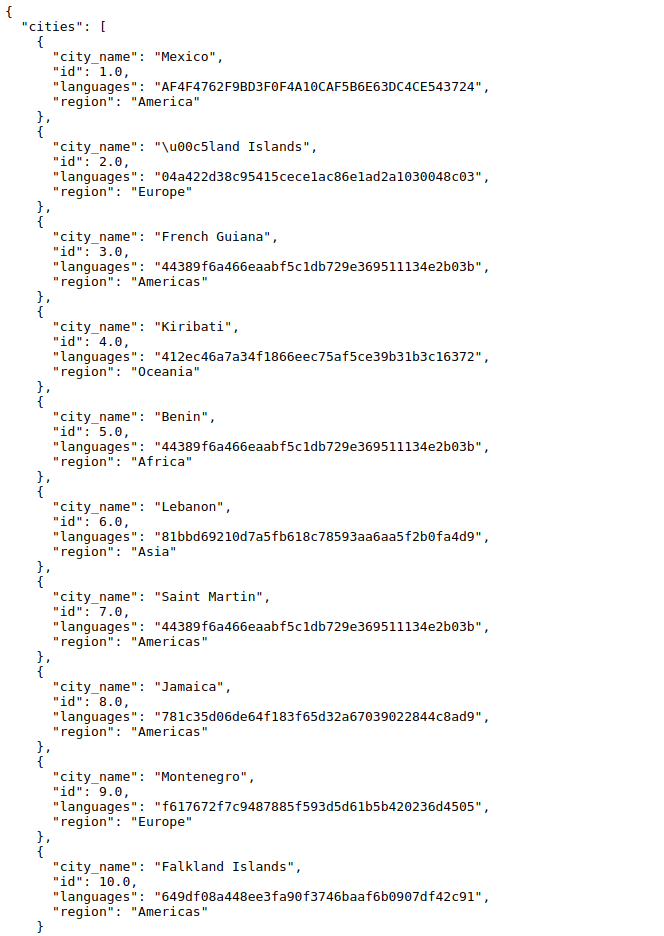 {
  "cities": [
    {
      "city_name": "Mexico",
      "id": 1.0,
      "languages": "AF4F4762F9BD3F0F4A10CAF5B6E63DC4CE543724",
      "region": "America"
    },
    {
      "city_name": "\u00c5land Islands",
      "id": 2.0,
      "languages": "04a422d38c95415cece1ac86e1ad2a1030048c03",
      "region": "Europe"
    },
    {
      "city_name": "French Guiana",
      "id": 3.0,
      "languages": "44389f6a466eaabf5c1db729e369511134e2b03b",
      "region": "Americas"
    },
    {
      "city_name": "Kiribati",
      "id": 4.0,
      "languages": "412ec46a7a34f1866eec75af5ce39b31b3c16372",
      "region": "Oceania"
    },
    {
      "city_name": "Benin",
      "id": 5.0,
      "languages": "44389f6a466eaabf5c1db729e369511134e2b03b",
      "region": "Africa"
    },
    {
      "city_name": "Lebanon",
      "id": 6.0,
      "languages": "81bbd69210d7a5fb618c78593aa6aa5f2b0fa4d9",
      "region": "Asia"
    },
    {
      "city_name": "Saint Martin",
      "id": 7.0,
      "languages": "44389f6a466eaabf5c1db729e369511134e2b03b",
      "region": "Americas"
    },
    {
      "city_name": "Jamaica",
      "id": 8.0,
      "languages": "781c35d06de64f183f65d32a67039022844c8ad9",
      "region": "Americas"
    },
    {
      "city_name": "Montenegro",
      "id": 9.0,
      "languages": "f617672f7c9487885f593d5d61b5b420236d4505",
      "region": "Europe"
    },
    {
      "city_name": "Falkland Islands",
      "id": 10.0,
      "languages": "649df08a448ee3fa90f3746baaf6b0907df42c91",
      "region": "Americas"
    }